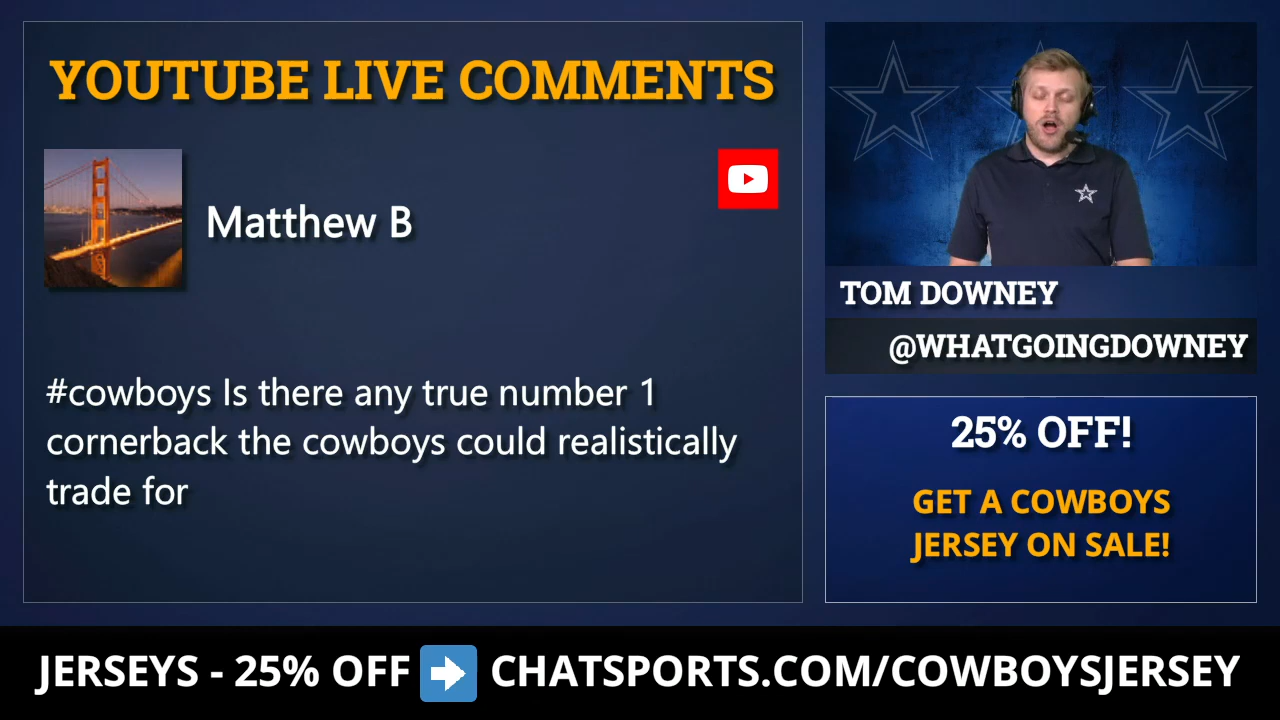 YOUTUBE LIVE COMMENTS
Matthew B
#cowboys Is there any true number 1
cornerback the cowboys could realistically
trade for
TOM DOWNEY
@WHATGOINGDOWNEY
25% OFF!
GET A COWBOYS
JERSEY ON SALE!
JERSEYS - 25% OFF ➡ CHATSPORTS.COM/COWBOYSJERSEY